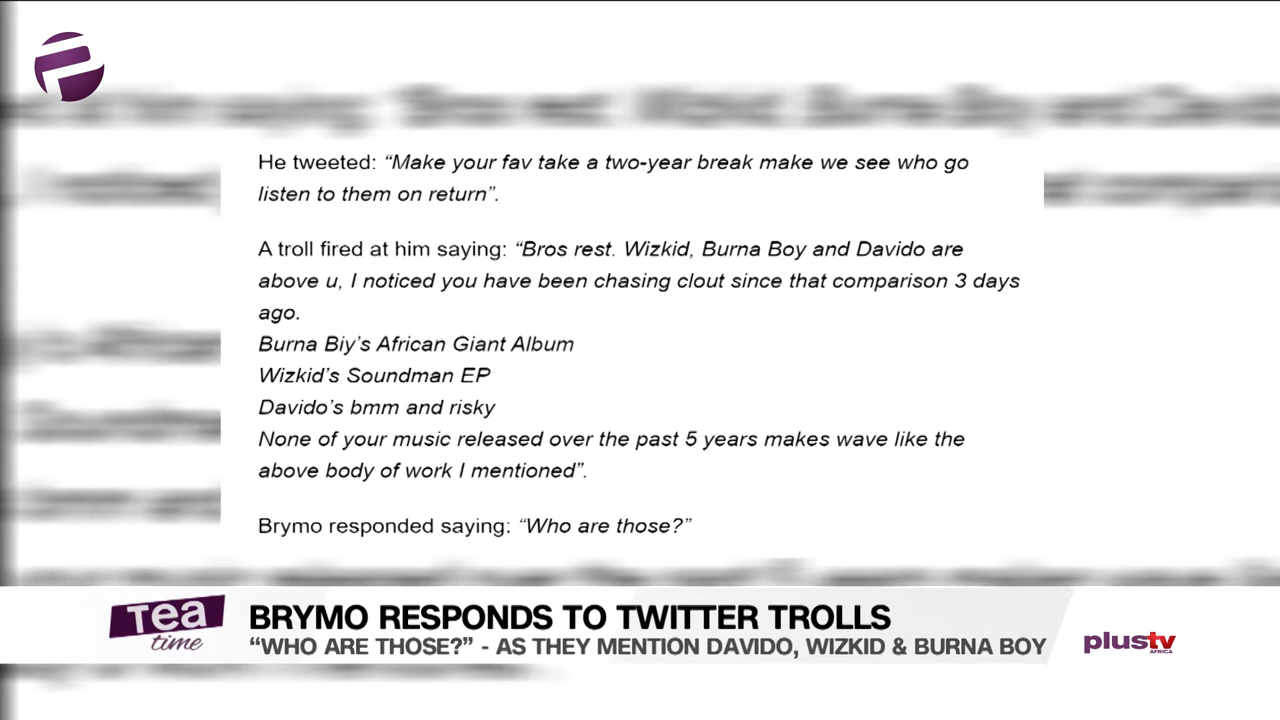 He tweeted: “Make your fav take a two-year break make we see who go
listen to them on return”.
A troll fired at him saying: “Bros rest. Wizkid, Burna Boy and Davido are
above u, I noticed you have been chasing clout since that comparison 3 days
ago.
Burna Biy’s African Giant Album
Wizkid’s Soundman EP
Davido’s bmm and risky
None of your music released over the past 5 years makes wave like the
above body of work I mentioned”.
Brymo responded saying: “Who are those?”
Tea
time
BRYMO RESPONDS TO TWITTER TROLLS
“WHO ARE THOSE?” - AS THEY MENTION DAVIDO, WIZKID & BURNA BOY
plustv
AFRICA